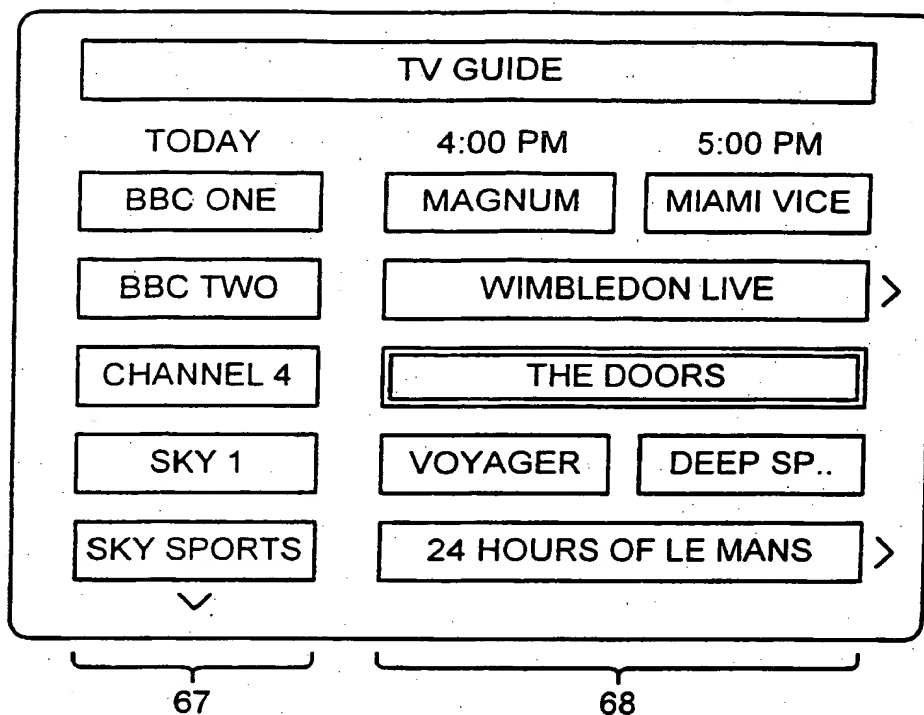 TV GUIDE
TODAY 4:00 PM 5:00 PM
BBC ONE MAGNUM MIAMI VICE
BBC TWO WIMBLEDON LIVE >
CHANNEL 4 THE DOORS
SKY 1 VOYAGER DEEP SP..
SKY SPORTS 24 HOURS OF LE MANS >
67 68